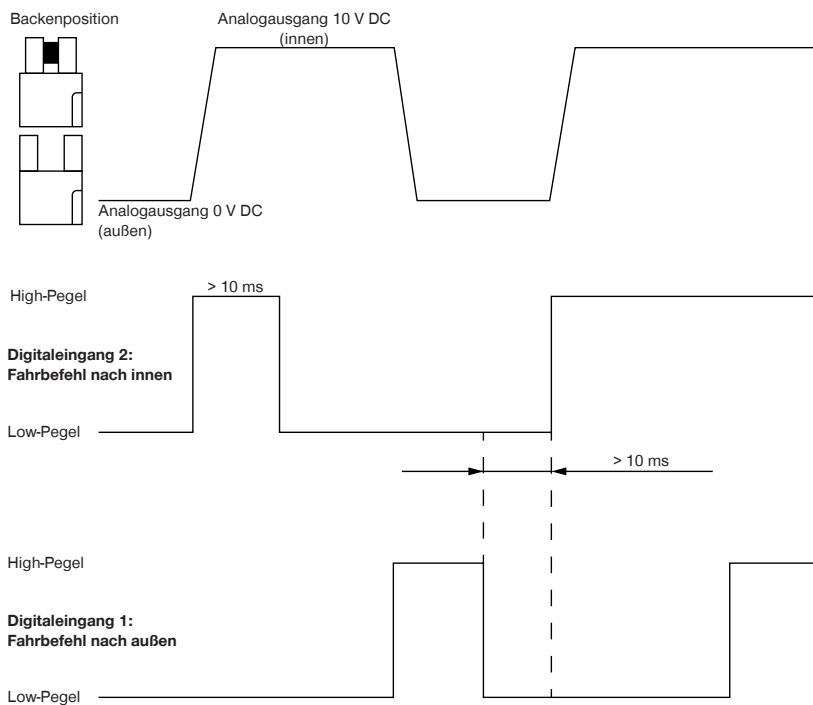 Backenposition
Analogausgang 10 V DC
(innen)
Analogausgang 0 V DC
(außen)
High-Pegel
> 10 ms
Digitaleingang 2:
Fahrbefehl nach innen
Low-Pegel
> 10 ms
High-Pegel
Digitaleingang 1:
Fahrbefehl nach außen
Low-Pegel